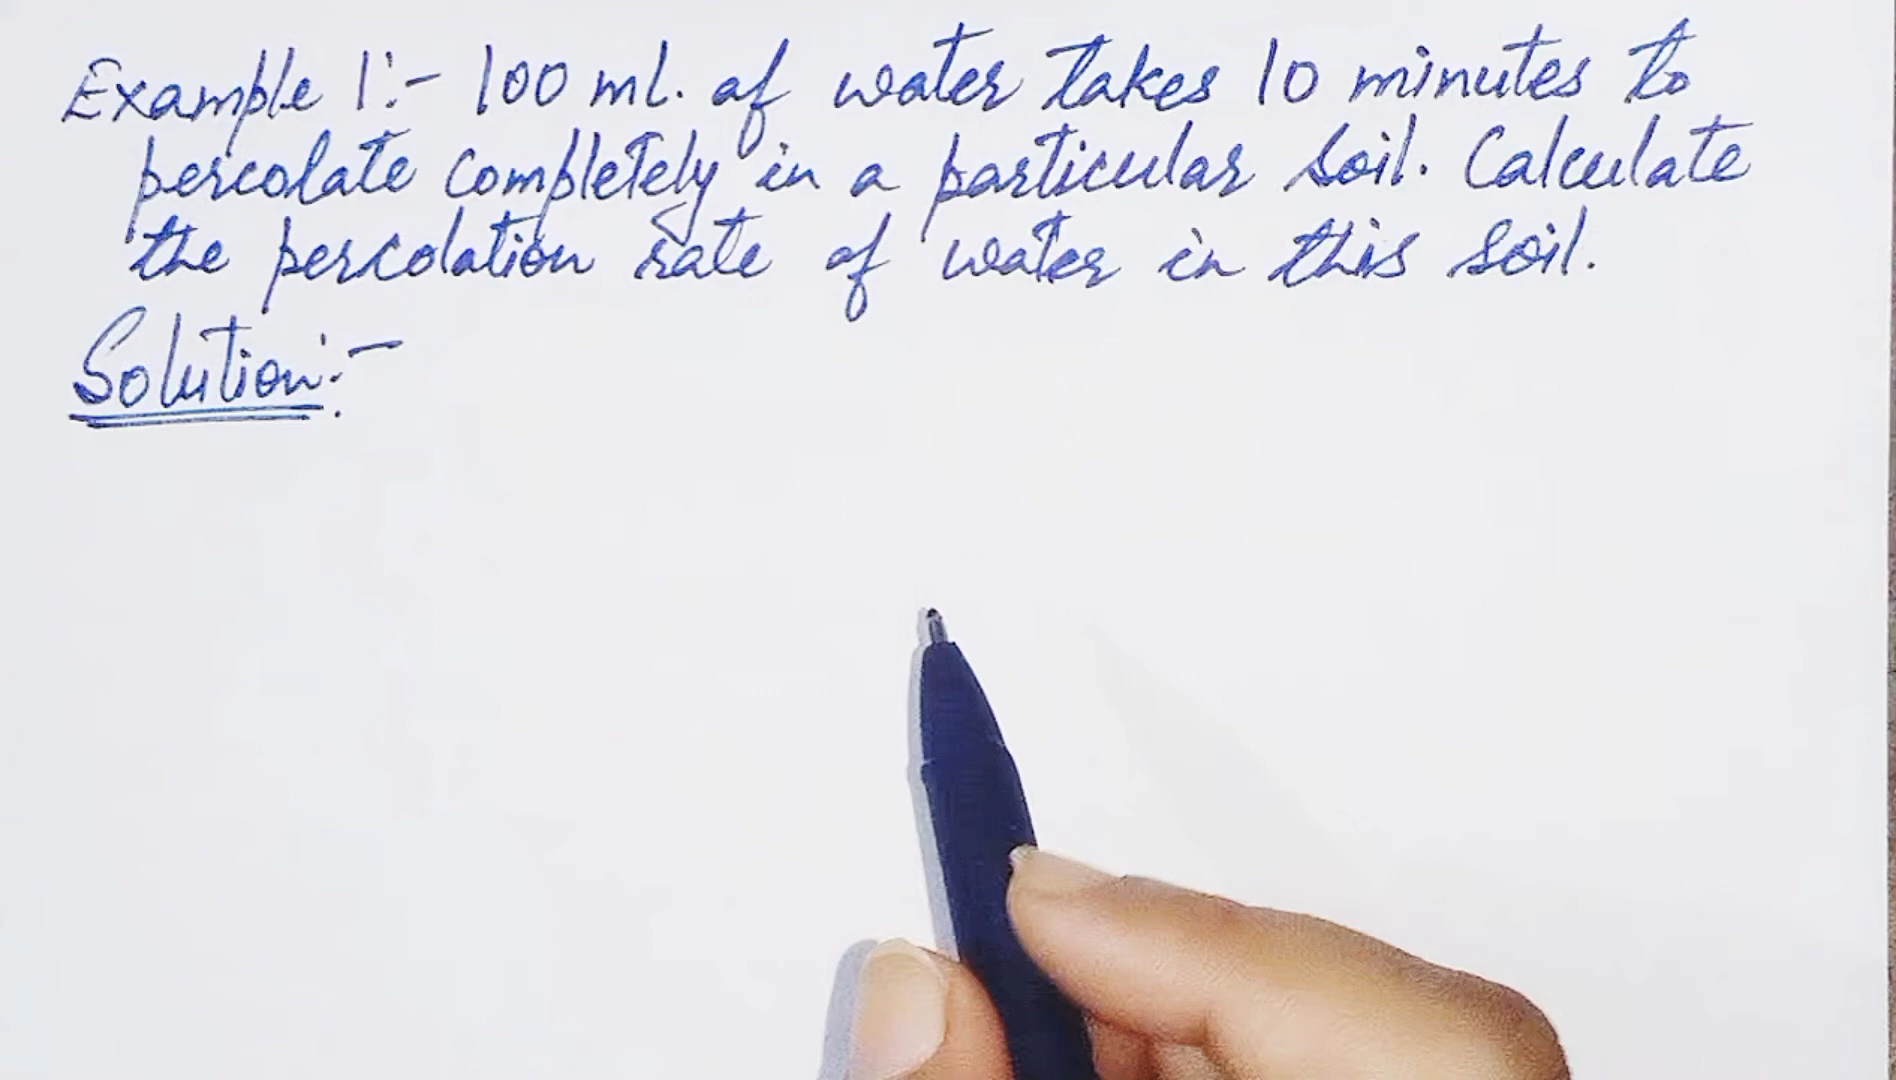 Example 1:- 100 ml. of water takes 10 minutes to
percolate completely in a particular soil. Calculate
the percolation rate of water in this soil.
Solution:-